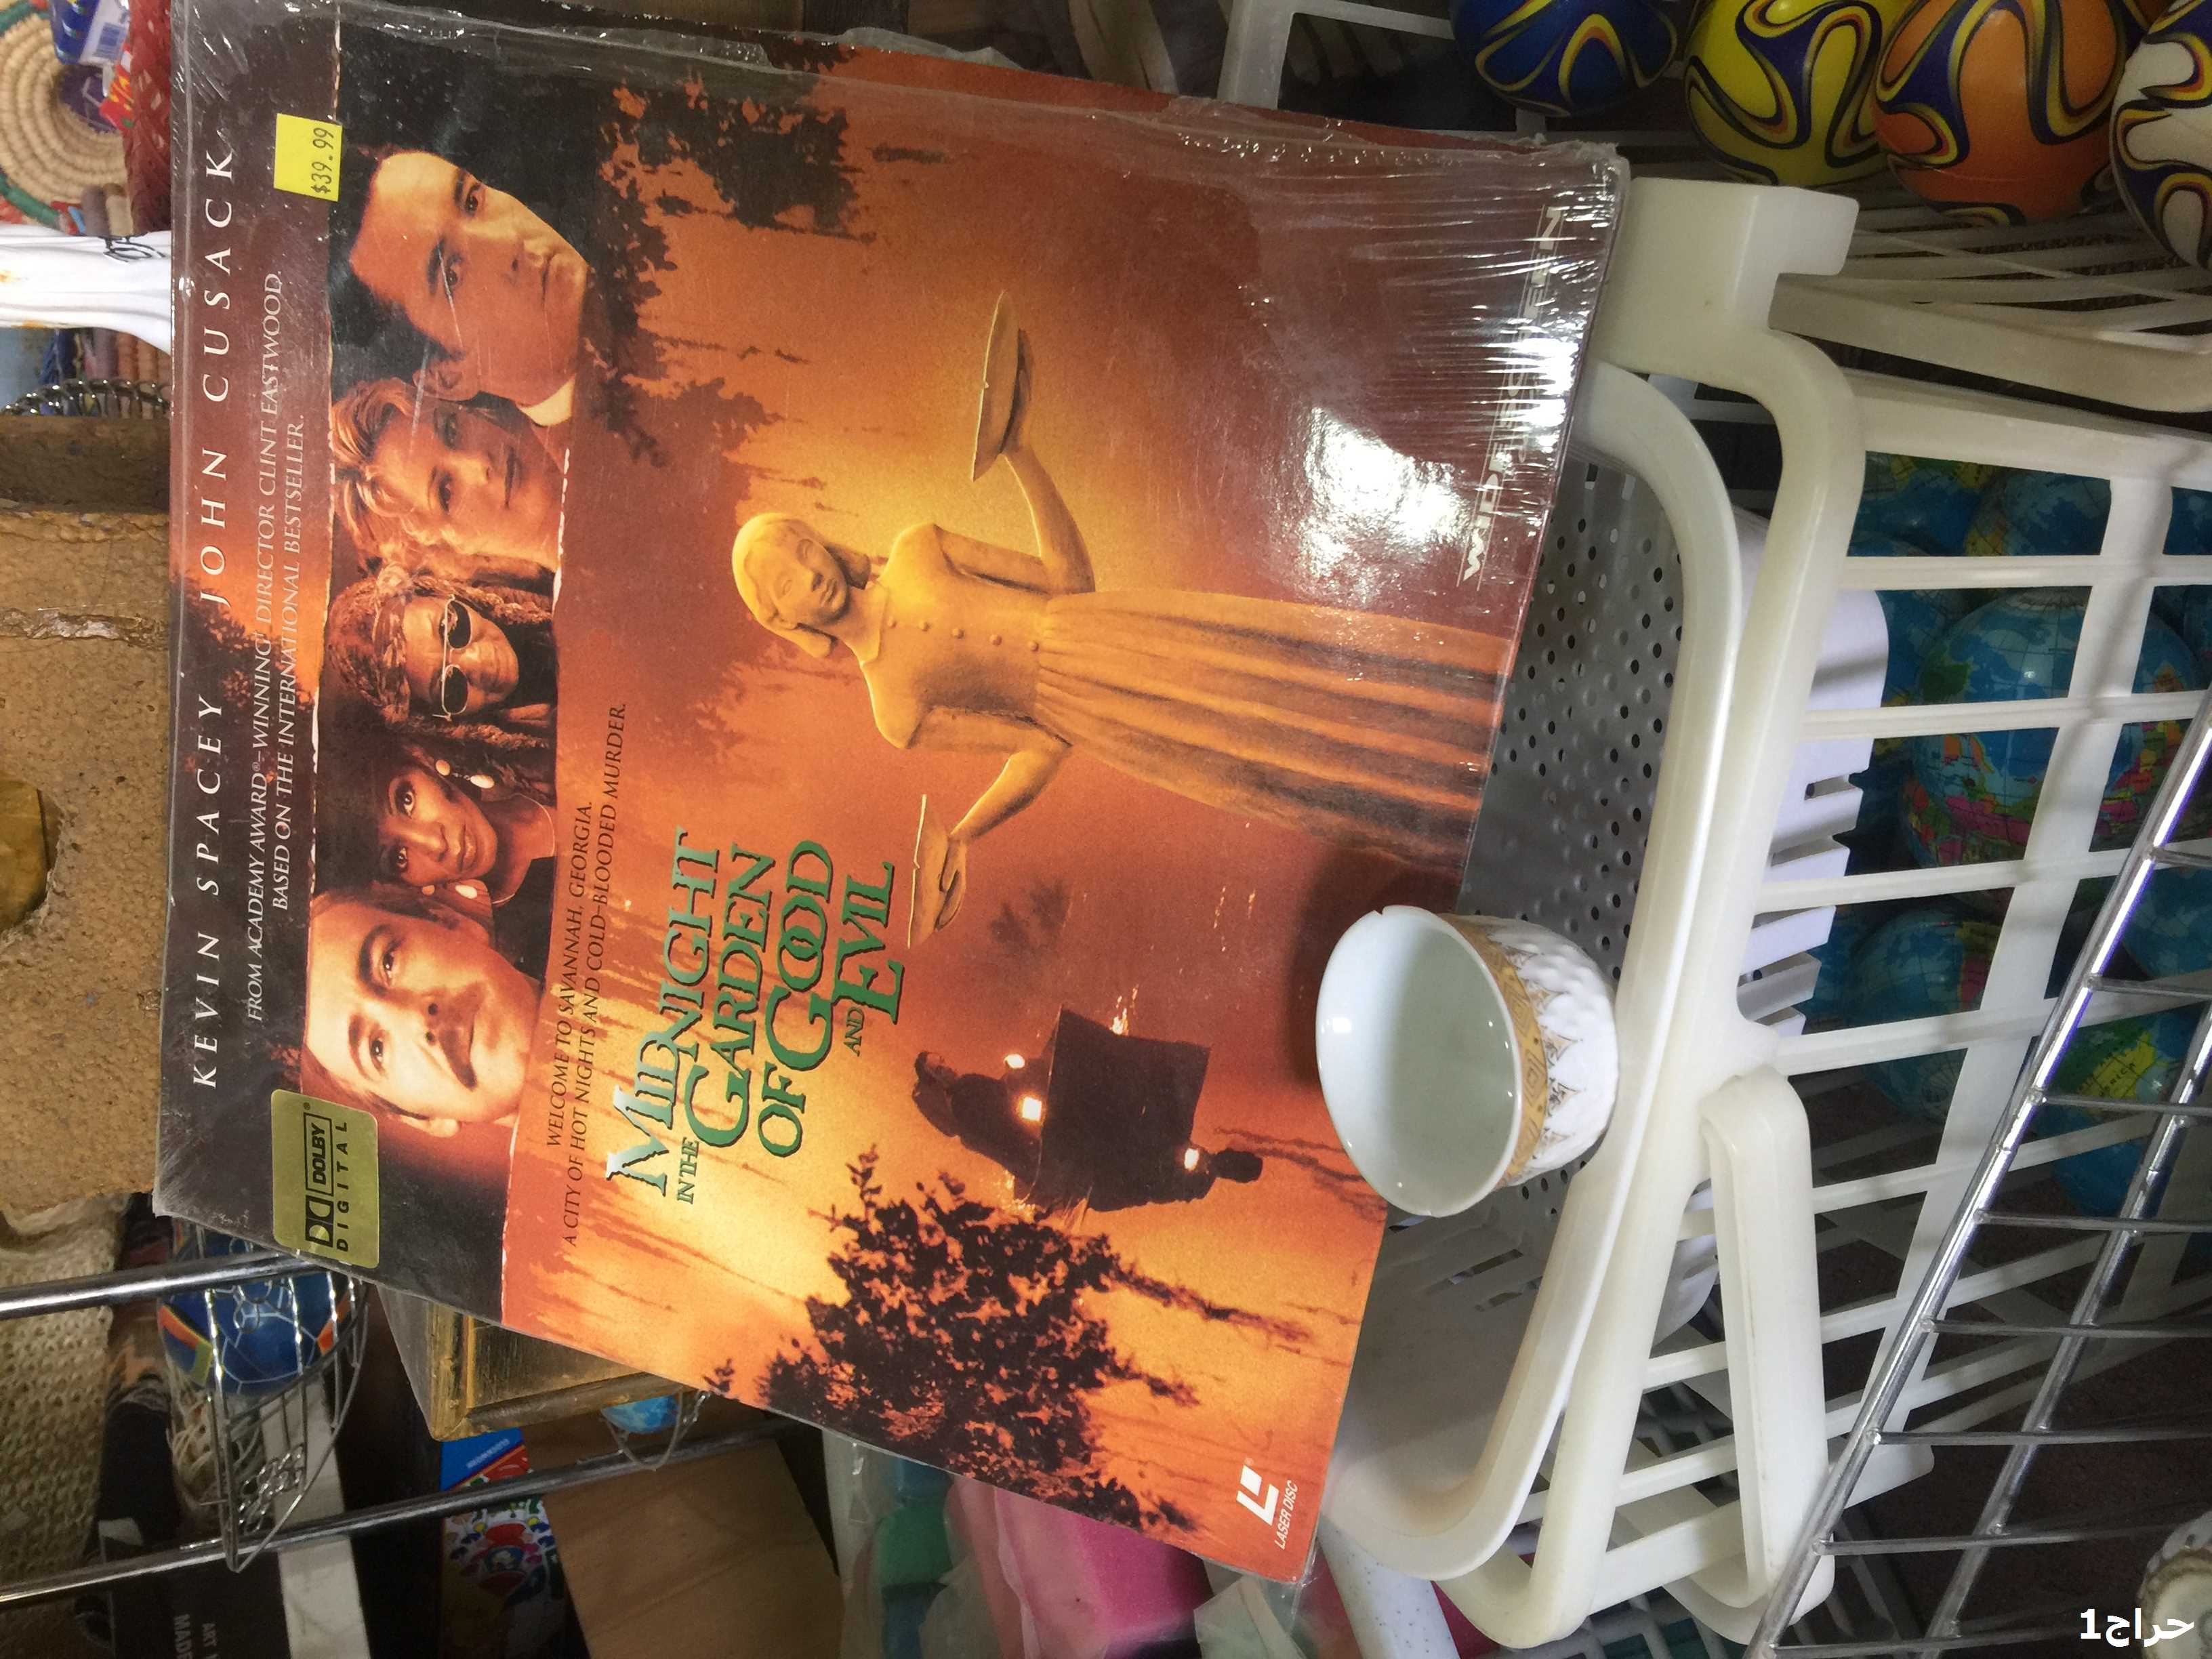 KEVIN SPACEY JOHN CUSACK
FROM ACADEMY AWARD®-WINNING DIRECTOR CLINT EASTWOOD.
BASED ON THE INTERNATIONAL BESTSELLER.
$39.99
DOLBY®
DIGITAL
WELCOME TO SAVANNAH, GEORGIA.
A CITY OF HOT NIGHTS AND COLD-BLOODED MURDER.
MIDNIGHT
IN THE GARDEN
OF GOOD
AND EVIL
WIDESCREEN
LASER DISC
حراج1